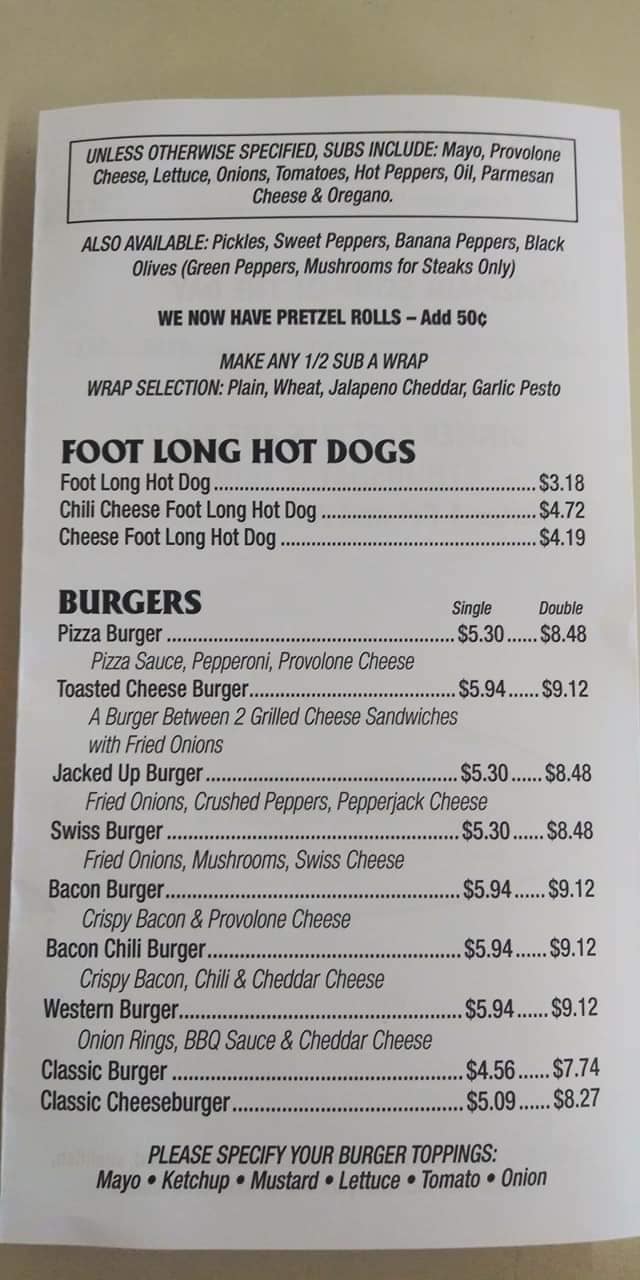 UNLESS OTHERWISE SPECIFIED, SUBS INCLUDE: Mayo, Provolone
Cheese, Lettuce, Onions, Tomatoes, Hot Peppers, Oil, Parmesan
Cheese & Oregano.
ALSO AVAILABLE: Pickles, Sweet Peppers, Banana Peppers, Black
Olives (Green Peppers, Mushrooms for Steaks Only)
WE NOW HAVE PRETZEL ROLLS – Add 50¢
MAKE ANY 1/2 SUB A WRAP
WRAP SELECTION: Plain, Wheat, Jalapeno Cheddar, Garlic Pesto
FOOT LONG HOT DOGS
Foot Long Hot Dog ........ $3.18
Chili Cheese Foot Long Hot Dog ........ $4.72
Cheese Foot Long Hot Dog ........ $4.19
BURGERS Single Double
Pizza Burger ........ $5.30 ...... $8.48
Pizza Sauce, Pepperoni, Provolone Cheese
Toasted Cheese Burger ........ $5.94 ...... $9.12
A Burger Between 2 Grilled Cheese Sandwiches
with Fried Onions
Jacked Up Burger ........ $5.30 ...... $8.48
Fried Onions, Crushed Peppers, Pepperjack Cheese
Swiss Burger ........ $5.30 ...... $8.48
Fried Onions, Mushrooms, Swiss Cheese
Bacon Burger ........ $5.94 ...... $9.12
Crispy Bacon & Provolone Cheese
Bacon Chili Burger ........ $5.94 ...... $9.12
Crispy Bacon, Chili & Cheddar Cheese
Western Burger ........ $5.94 ...... $9.12
Onion Rings, BBQ Sauce & Cheddar Cheese
Classic Burger ........ $4.56 ...... $7.74
Classic Cheeseburger ........ $5.09 ...... $8.27
PLEASE SPECIFY YOUR BURGER TOPPINGS:
Mayo • Ketchup • Mustard • Lettuce • Tomato • Onion